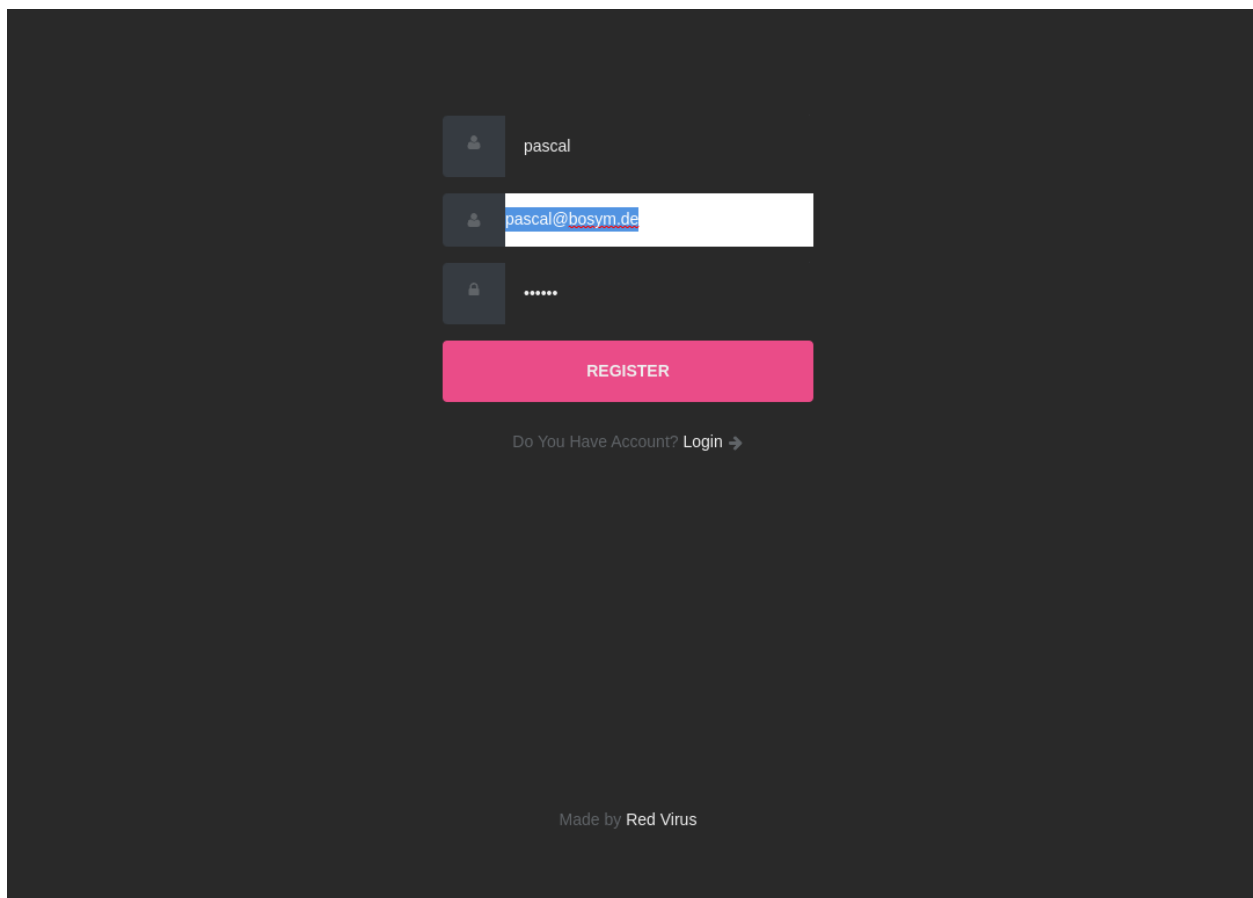 pascal
pascal@bosym.de
••••••
REGISTER
Do You Have Account? Login
Made by Red Virus